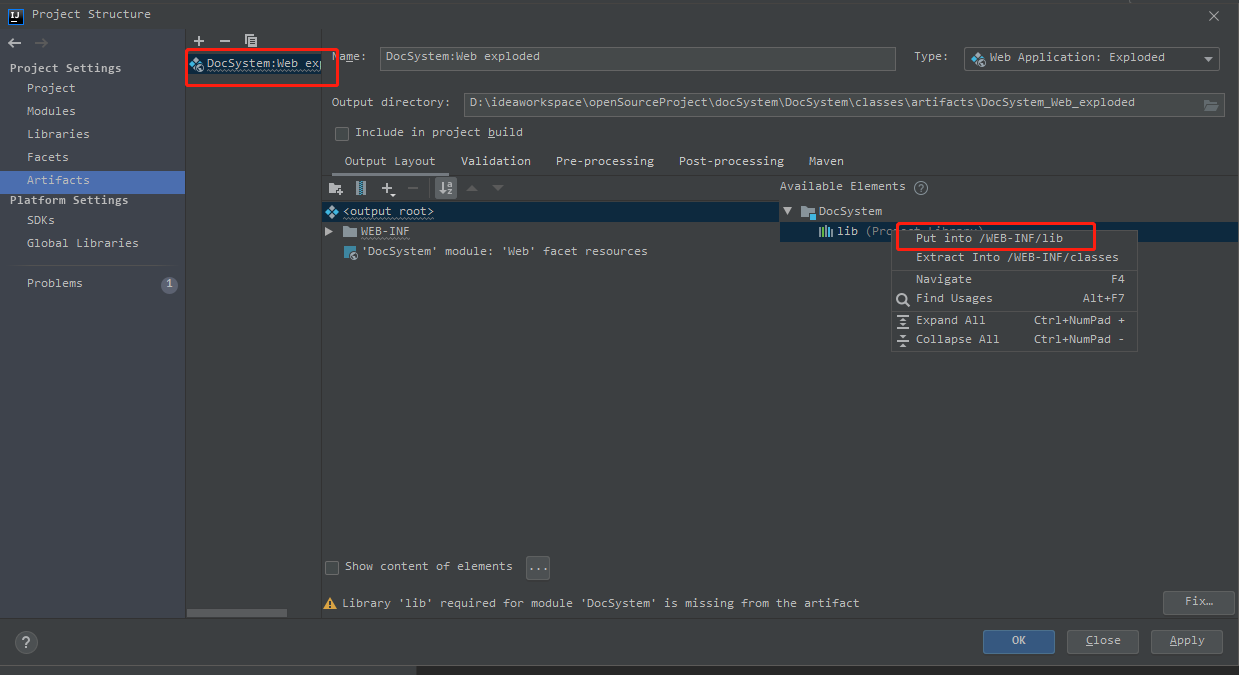 Project Structure
Project Settings
Project
Modules
Libraries
Facets
Artifacts
Platform Settings
SDKs
Global Libraries
Problems 1
DocSystem:Web exp
Name: DocSystem:Web exploded Type: Web Application: Exploded
Output directory: D:\ideaworkspace\openSourceProject\docSystem\DocSystem\classes\artifacts\DocSystem_Web_exploded
Include in project build
Output Layout Validation Pre-processing Post-processing Maven
Available Elements ?
<output root>
WEB-INF
'DocSystem' module: 'Web' facet resources
DocSystem
lib (Project Library)
Put into /WEB-INF/lib
Extract Into /WEB-INF/classes
Navigate F4
Find Usages Alt+F7
Expand All Ctrl+NumPad +
Collapse All Ctrl+NumPad -
Show content of elements ...
Library 'lib' required for module 'DocSystem' is missing from the artifact Fix…
? OK Close Apply